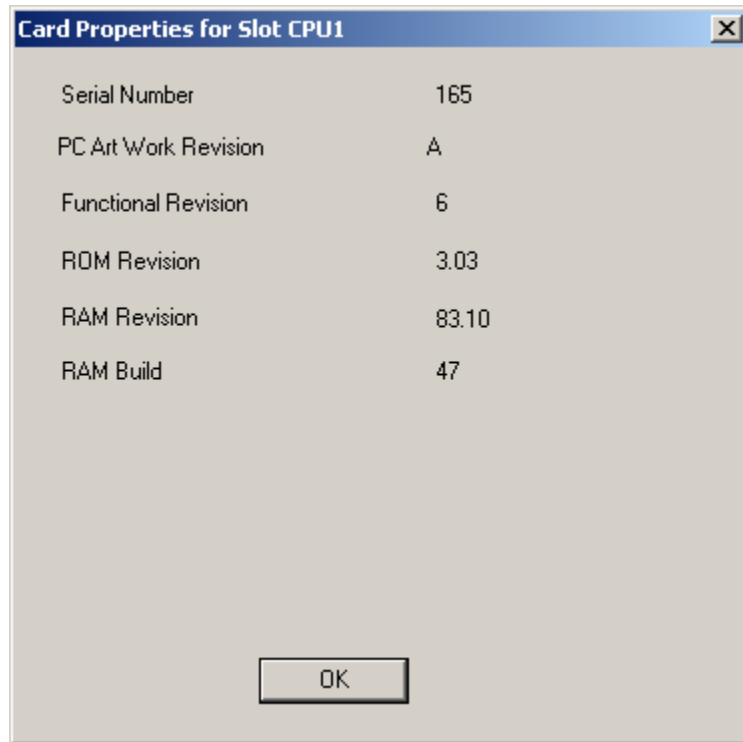 Card Properties for Slot CPU1
Serial Number 165
PC Art Work Revision A
Functional Revision 6
ROM Revision 3.03
RAM Revision 83.10
RAM Build 47
OK